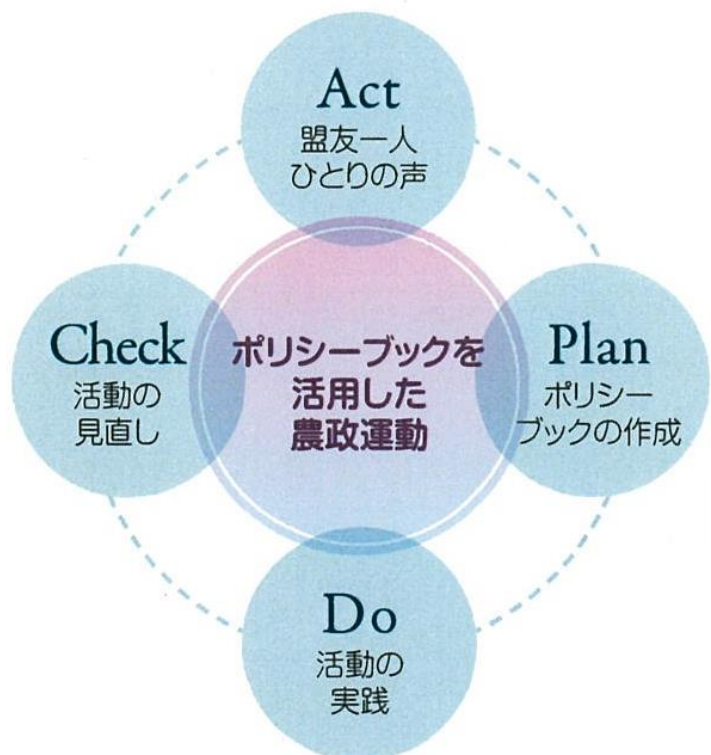 Act
盟友一人
ひとりの声
Check
活動の
見直し
ポリシーブックを
活用した
農政運動
Plan
ポリシー
ブックの作成
Do
活動の
実践